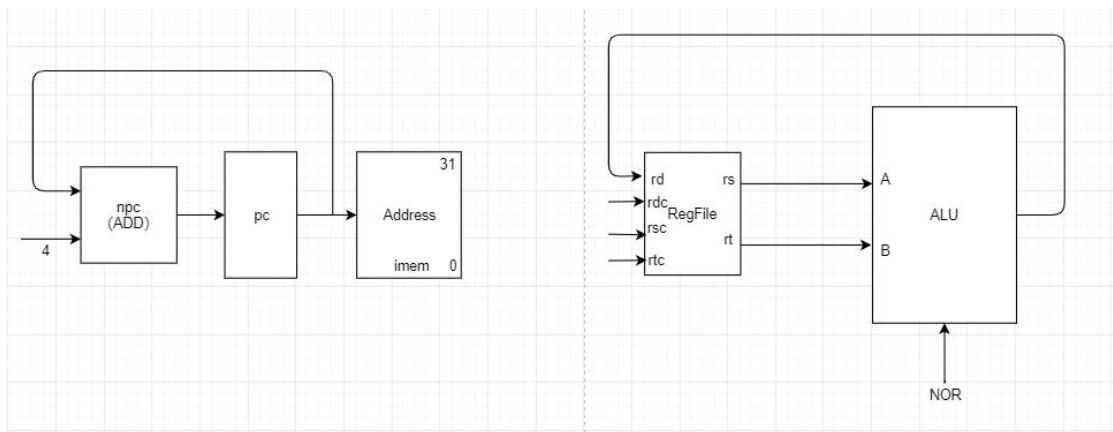 npc
(ADD)
4
pc
31
Address
imem 0
rd rs
rdc
RegFile
rsc
rt
rtc
A
ALU
B
NOR